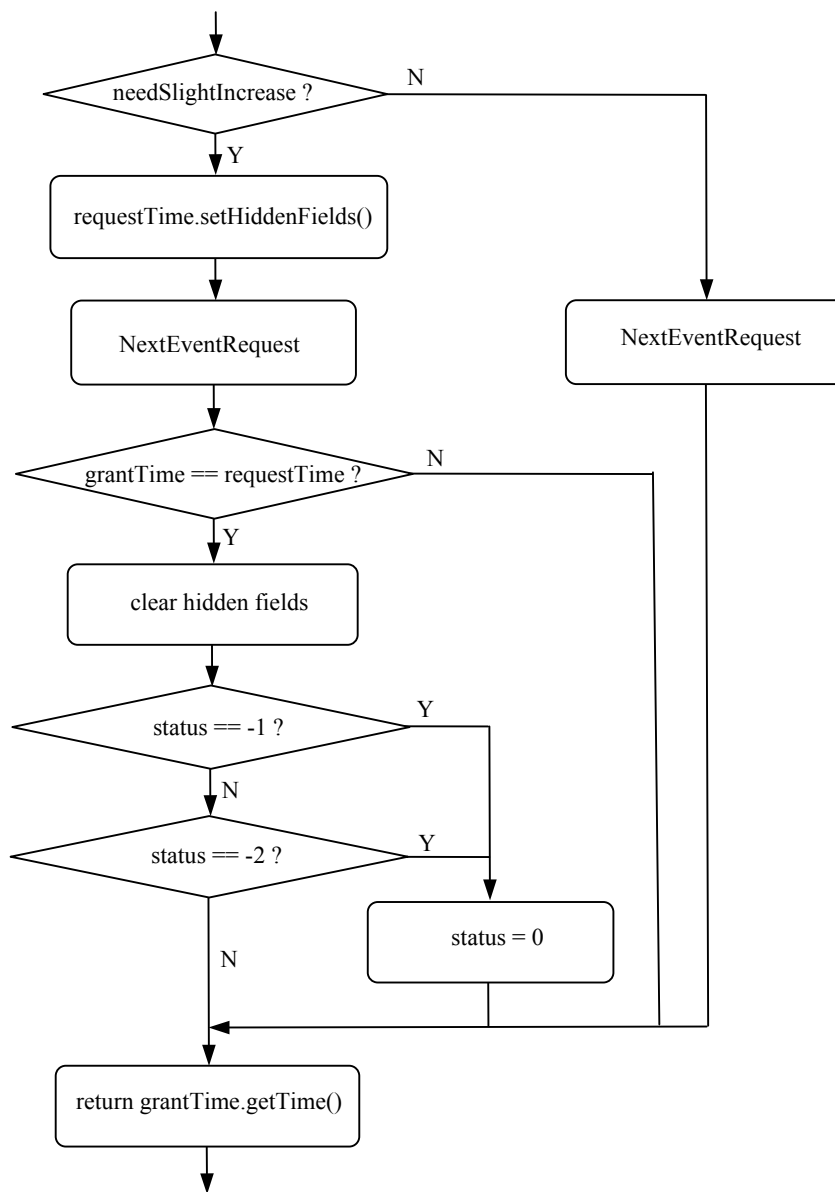 needSlightIncrease ?
N
Y
requestTime.setHiddenFields()
NextEventRequest
NextEventRequest
grantTime == requestTime ?
N
Y
clear hidden fields
status == -1 ?
Y
N
status == -2 ?
Y
status = 0
N
return grantTime.getTime()